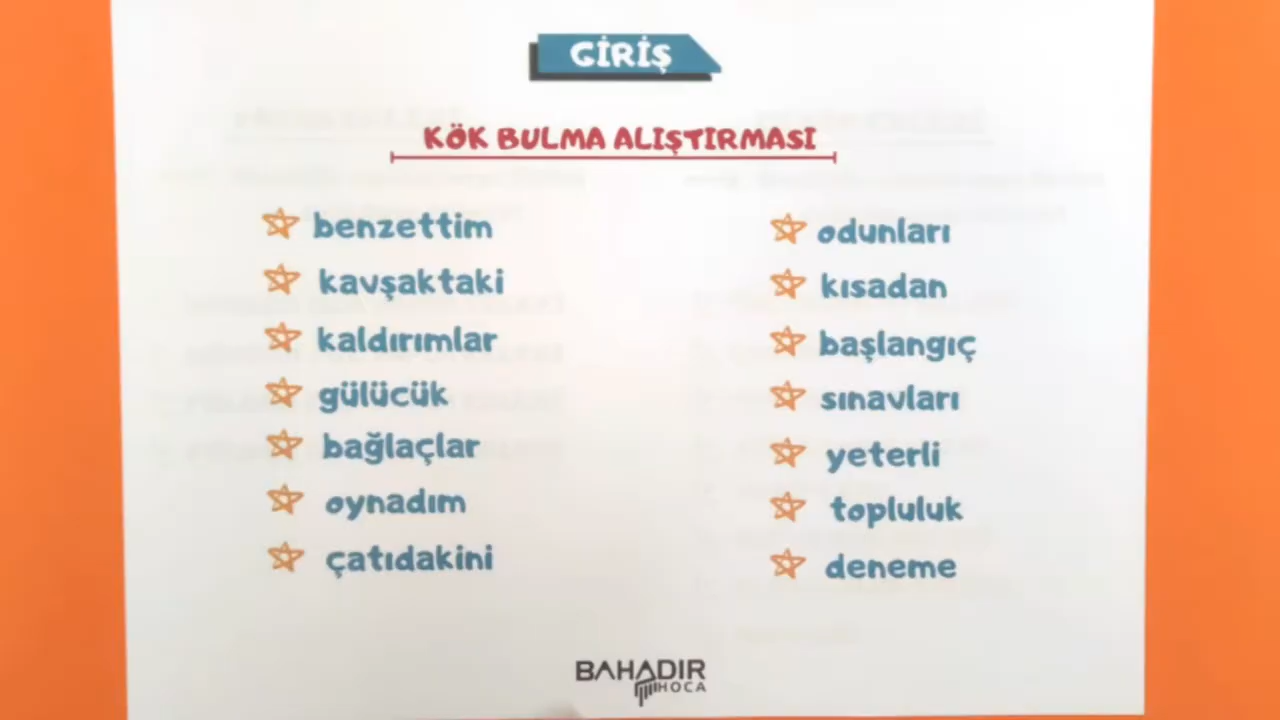 GİRİŞ
KÖK BULMA ALIŞTIRMASI
benzettim
kavşaktaki
kaldırımlar
gülücük
bağlaçlar
oynadım
çatıdakini
odunları
kısadan
başlangıç
sınavları
yeterli
topluluk
deneme
BAHADIR
HOCA